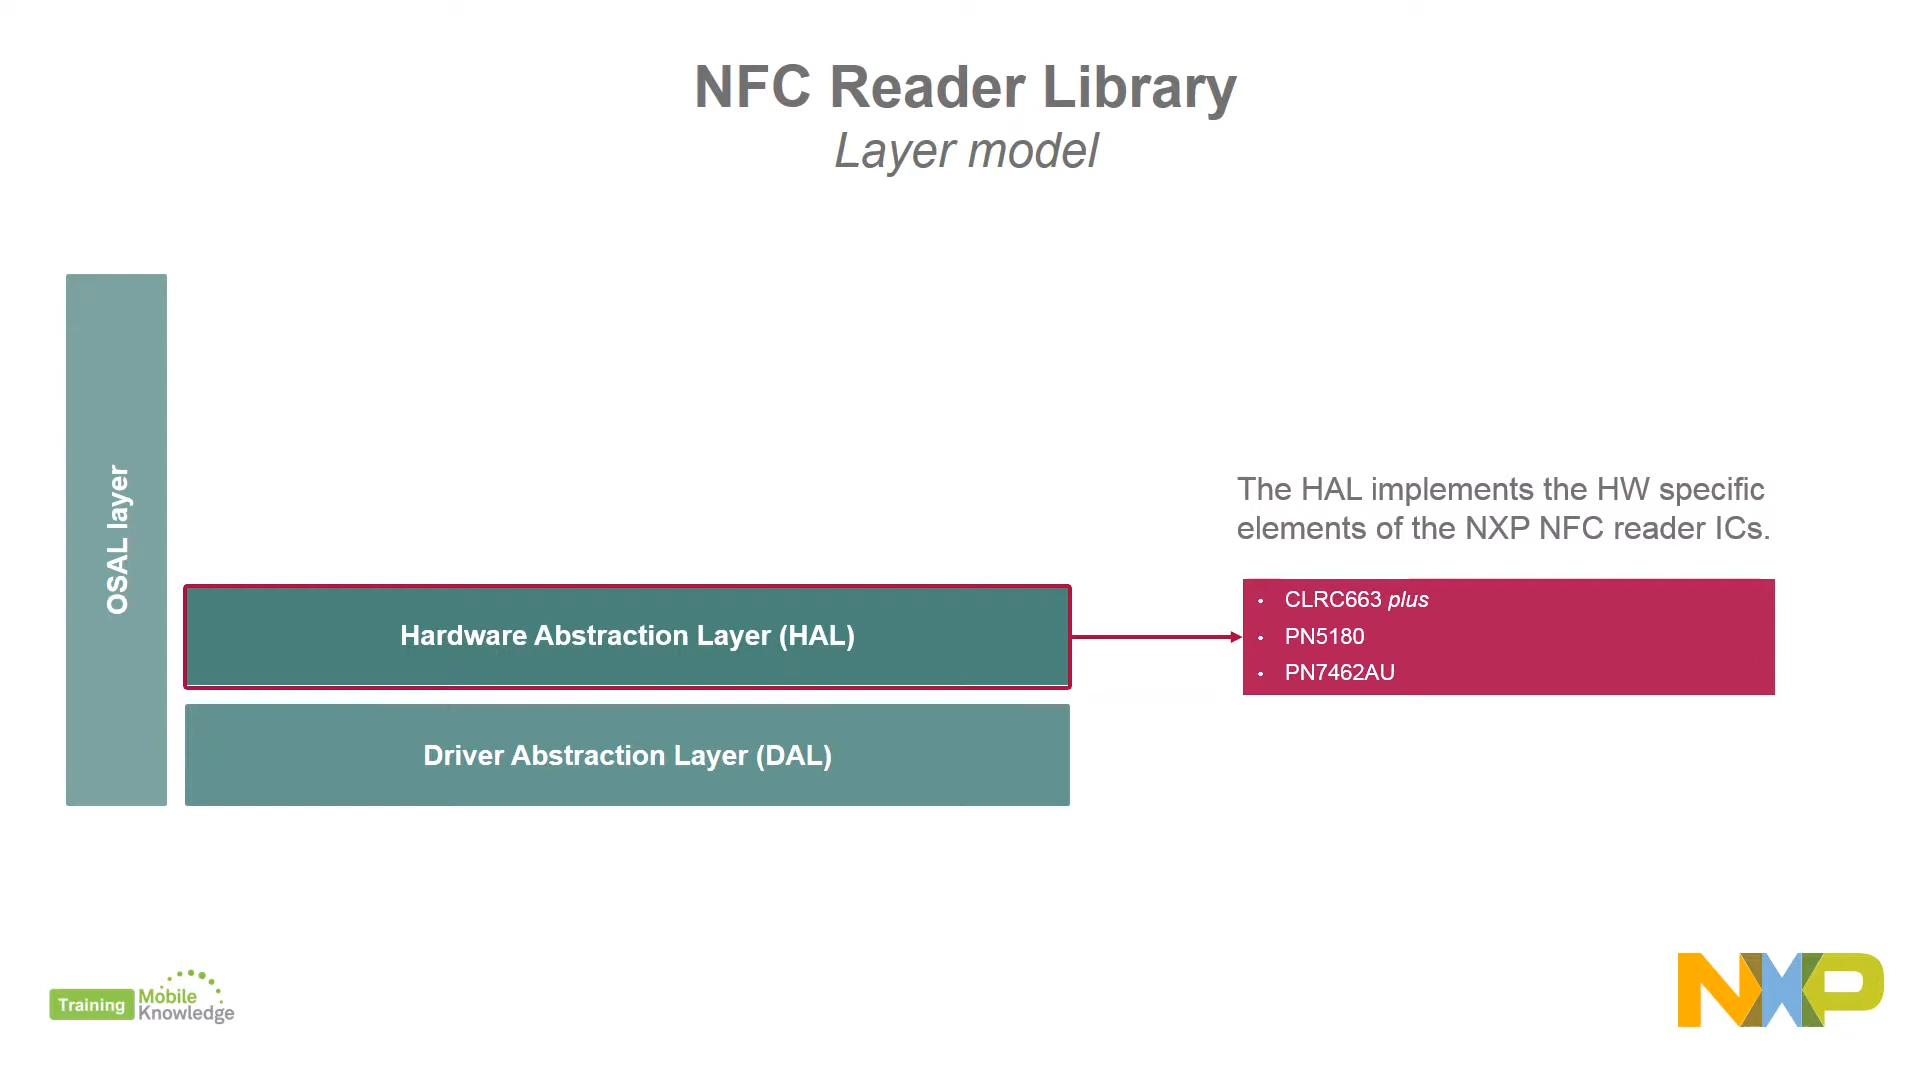 NFC Reader Library
Layer model
OSAL layer
The HAL implements the HW specific
elements of the NXP NFC reader ICs.
Hardware Abstraction Layer (HAL)
• CLRC663 plus
• PN5180
• PN7462AU
Driver Abstraction Layer (DAL)
Training
Mobile
Knowledge
NXP